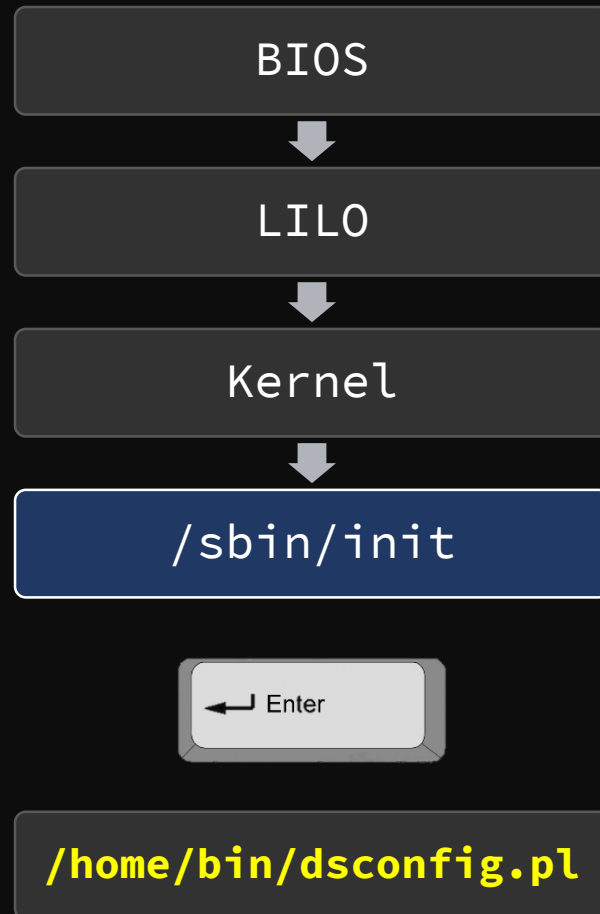 BIOS
LILO
Kernel
/sbin/init
Enter
/home/bin/dsconfig.pl